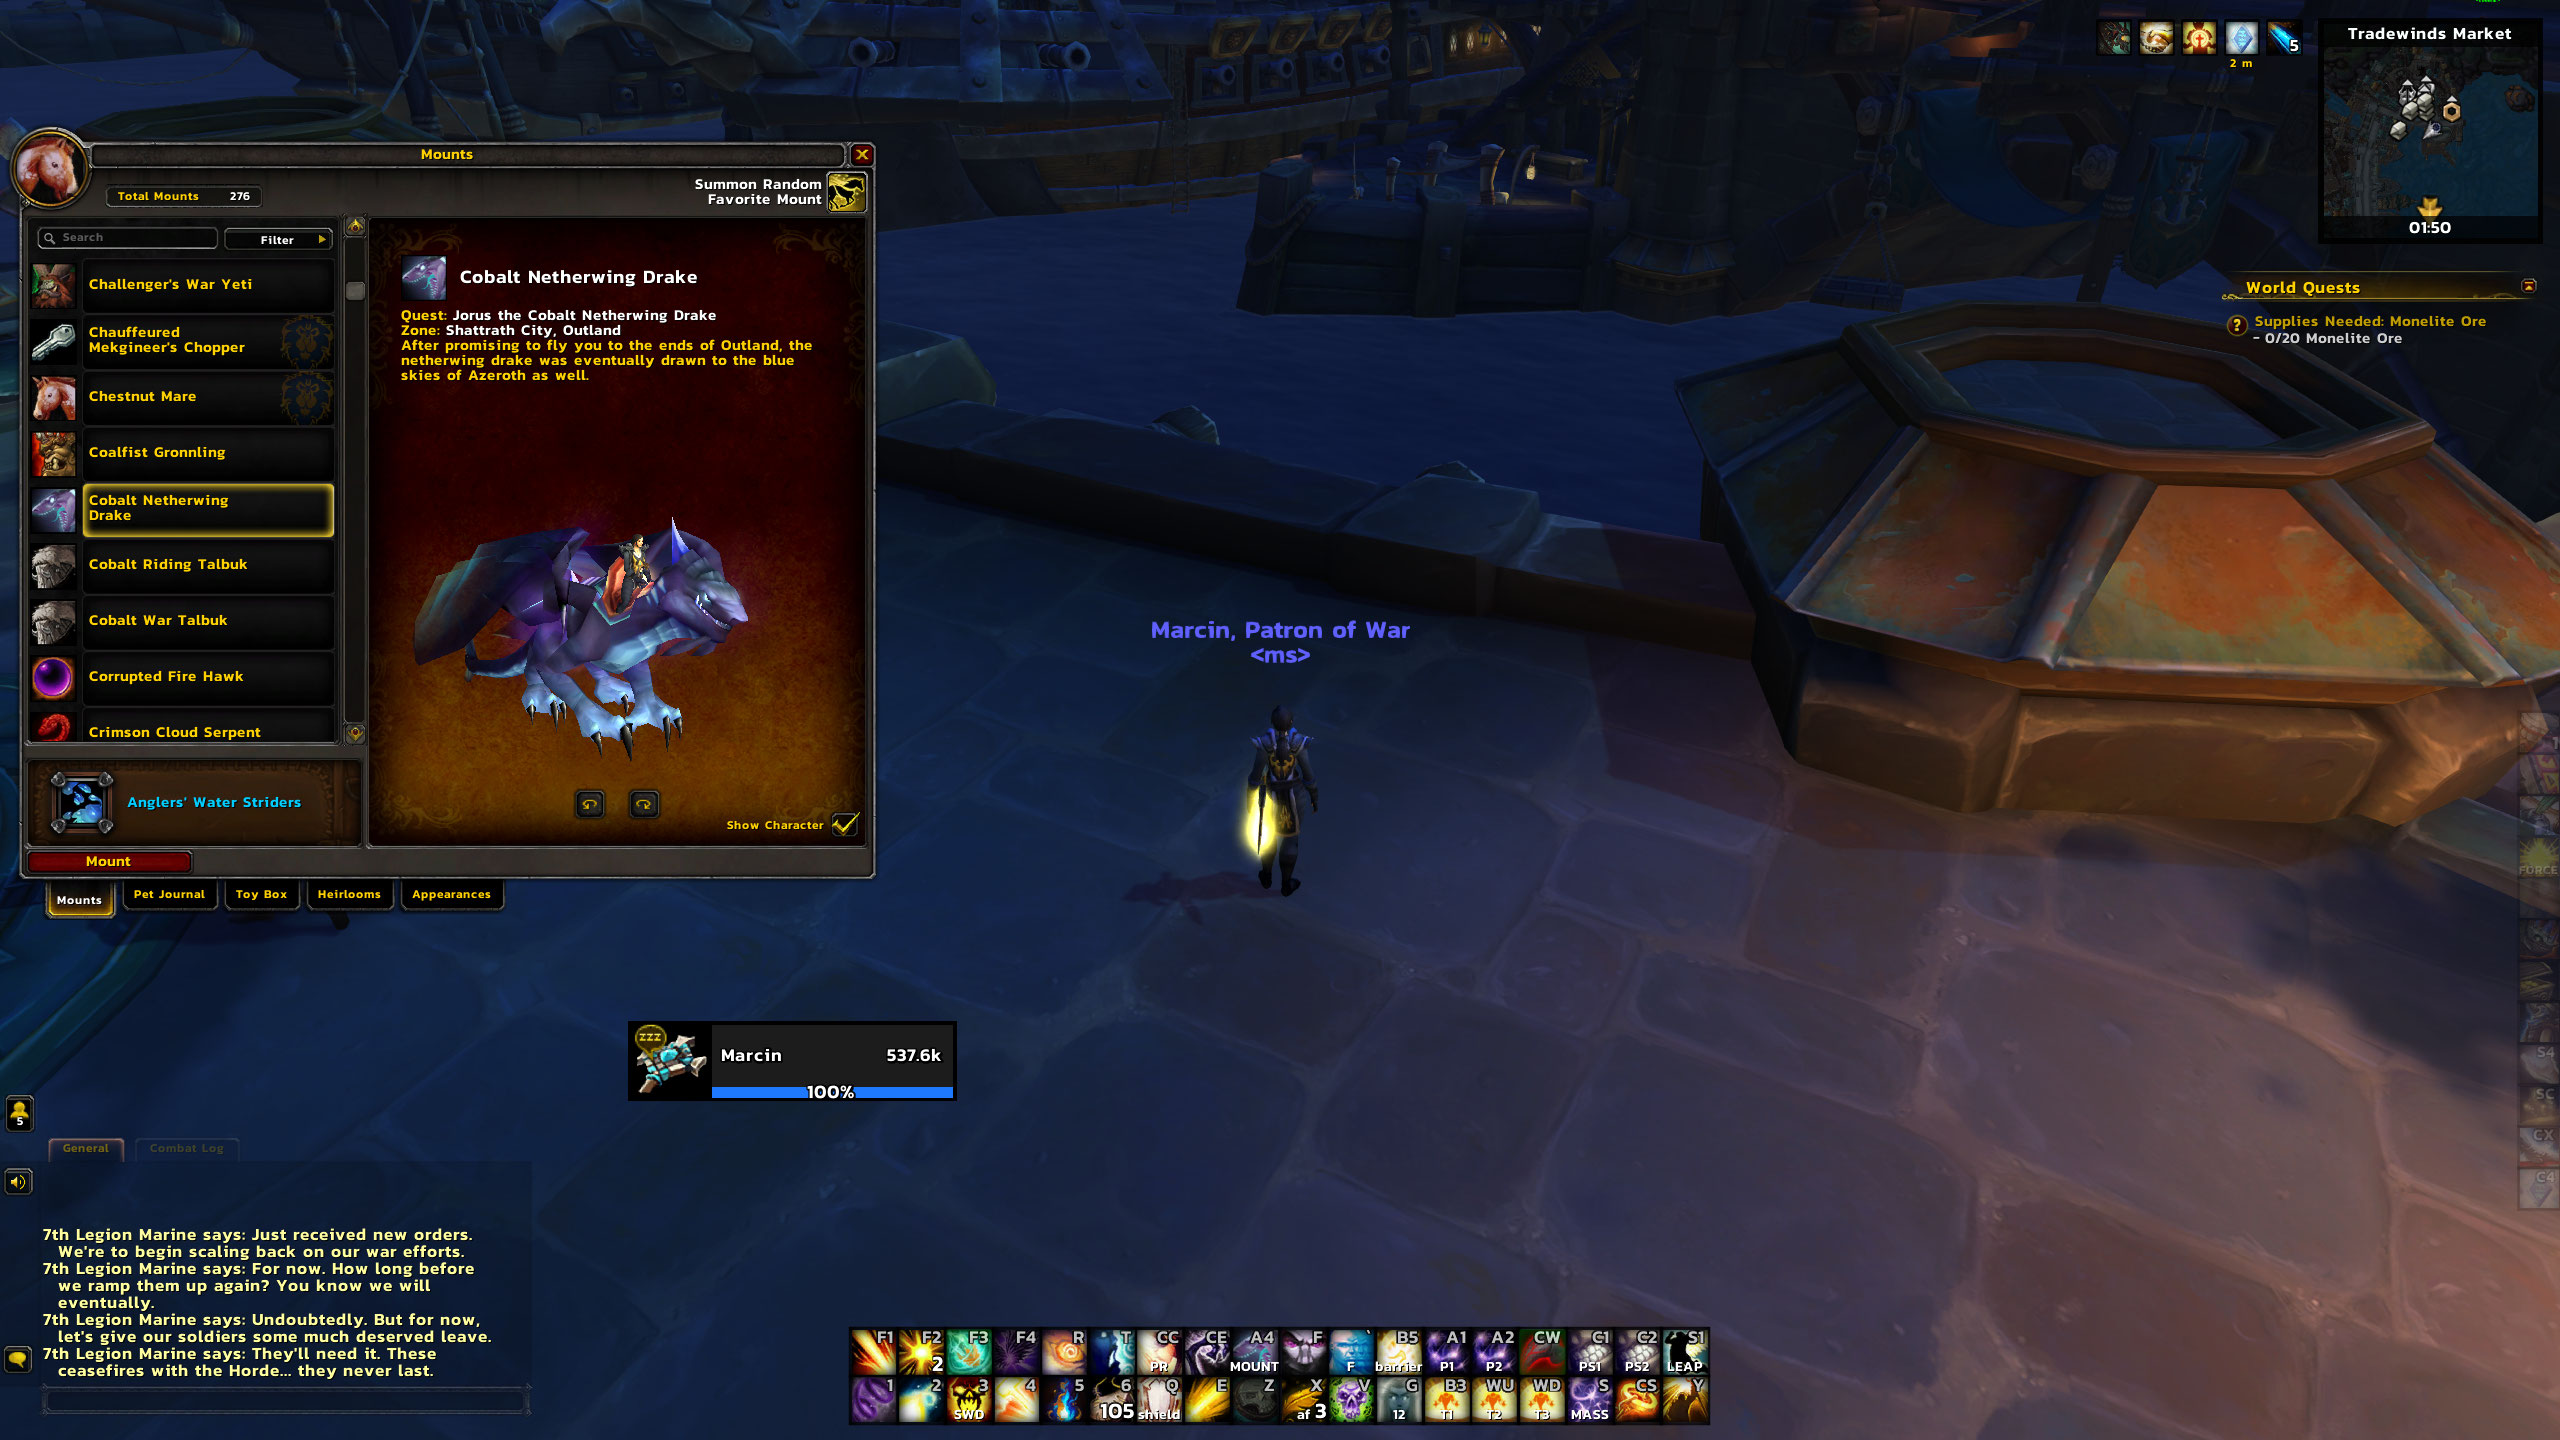 Mounts
Total Mounts 276
Summon Random
Favorite Mount
Search
Filter
Challenger's War Yeti
Chauffeured
Mekgineer's Chopper
Chestnut Mare
Coalfist Gronnling
Cobalt Netherwing
Drake
Cobalt Riding Talbuk
Cobalt War Talbuk
Corrupted Fire Hawk
Crimson Cloud Serpent
Anglers' Water Striders
Mount
Cobalt Netherwing Drake
Quest: Jorus the Cobalt Netherwing Drake
Zone: Shattrath City, Outland
After promising to fly you to the ends of Outland, the
netherwing drake was eventually drawn to the blue
skies of Azeroth as well.
Show Character
Mounts
Pet Journal
Toy Box
Heirlooms
Appearances
5
2 m
Tradewinds Market
01:50
World Quests
Supplies Needed: Monelite Ore
- 0/20 Monelite Ore
Marcin, Patron of War
<ms>
zzz
Marcin 537.6k
100%
5
General
Combat Log
7th Legion Marine says: Just received new orders.
We're to begin scaling back on our war efforts.
7th Legion Marine says: For now. How long before
we ramp them up again? You know we will
eventually.
7th Legion Marine says: Undoubtedly. But for now,
let's give our soldiers some much deserved leave.
7th Legion Marine says: They'll need it. These
ceasefires with the Horde... they never last.
F1 F2 F3 F4 R T CC CE A4 F B5 A1 A2 CW C1 C2 S1
2 PR MOUNT F barrier P1 P2 PS1 PS2 LEAP
1 2 3 4 5 6 Q E Z X V G B3 WU WD S CS Y
SWD 105 shield af 3 12 T1 T2 T3 MASS
FORCE
S4
SC
CX
C4